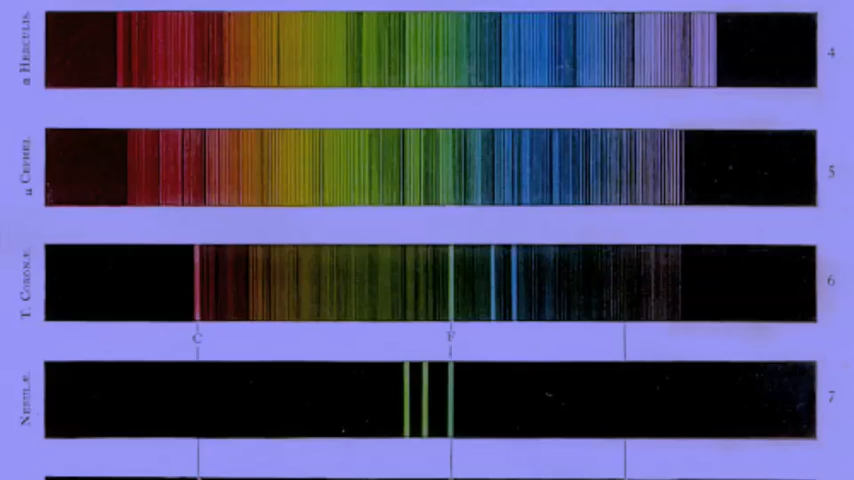 α HERCULIS.
4
μ CEPHEI.
5
T. CORONÆ.
6
C
F
NEBULÆ.
7